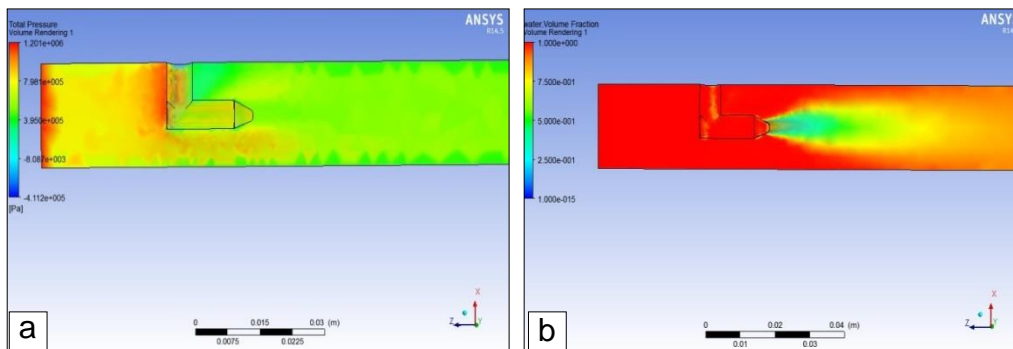 Total Pressure
Volume Rendering 1
1.201e+006
7.981e+005
3.950e+005
-8.087e+003
-4.112e+005
[Pa]
ANSYS
R14.5
X
Z
Y
0
0.015
0.03 (m)
0.0075
0.0225
a
water.Volume Fraction
Volume Rendering 1
1.000e+000
7.500e-001
5.000e-001
2.500e-001
1.000e-015
ANSYS
X
Z
Y
0
0.02
0.04 (m)
0.01
0.03
b